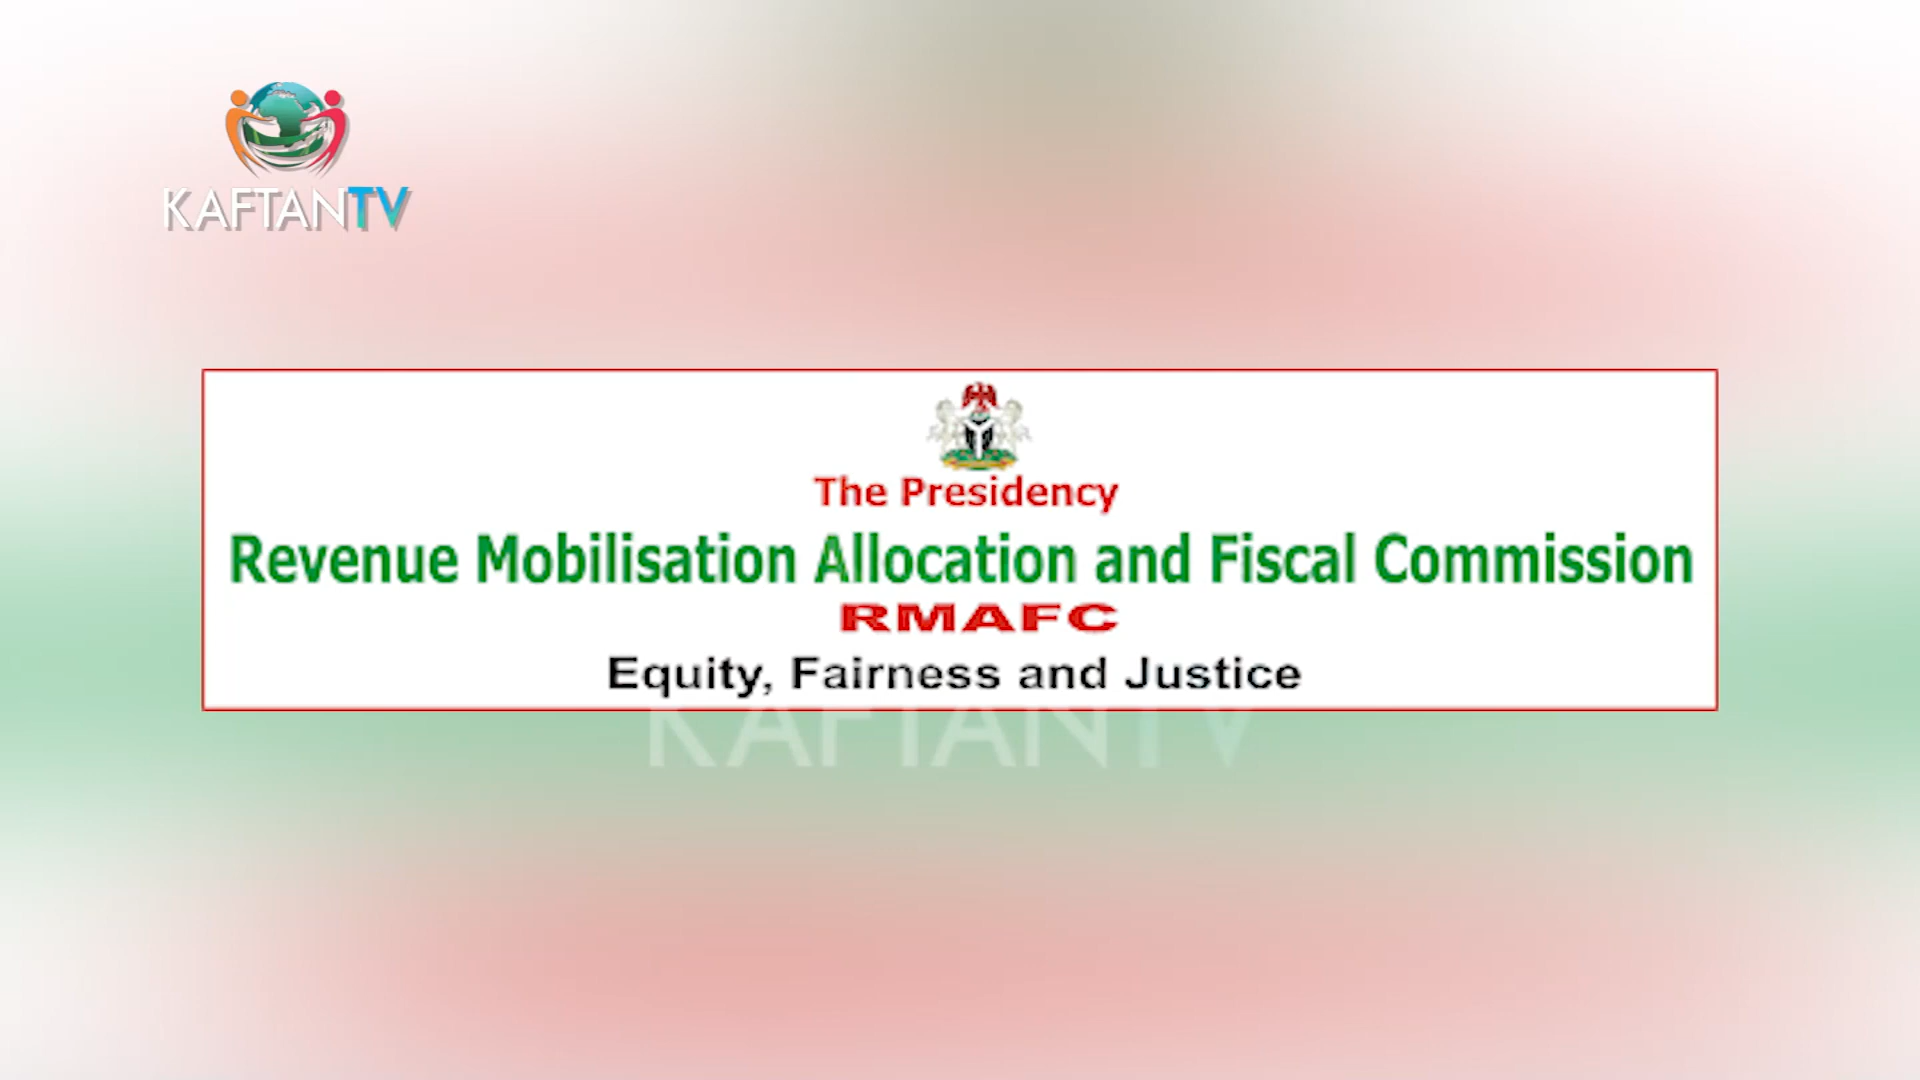 KAFTANTV
The Presidency
Revenue Mobilisation Allocation and Fiscal Commission
RMAFC
Equity, Fairness and Justice
KAFTANTV